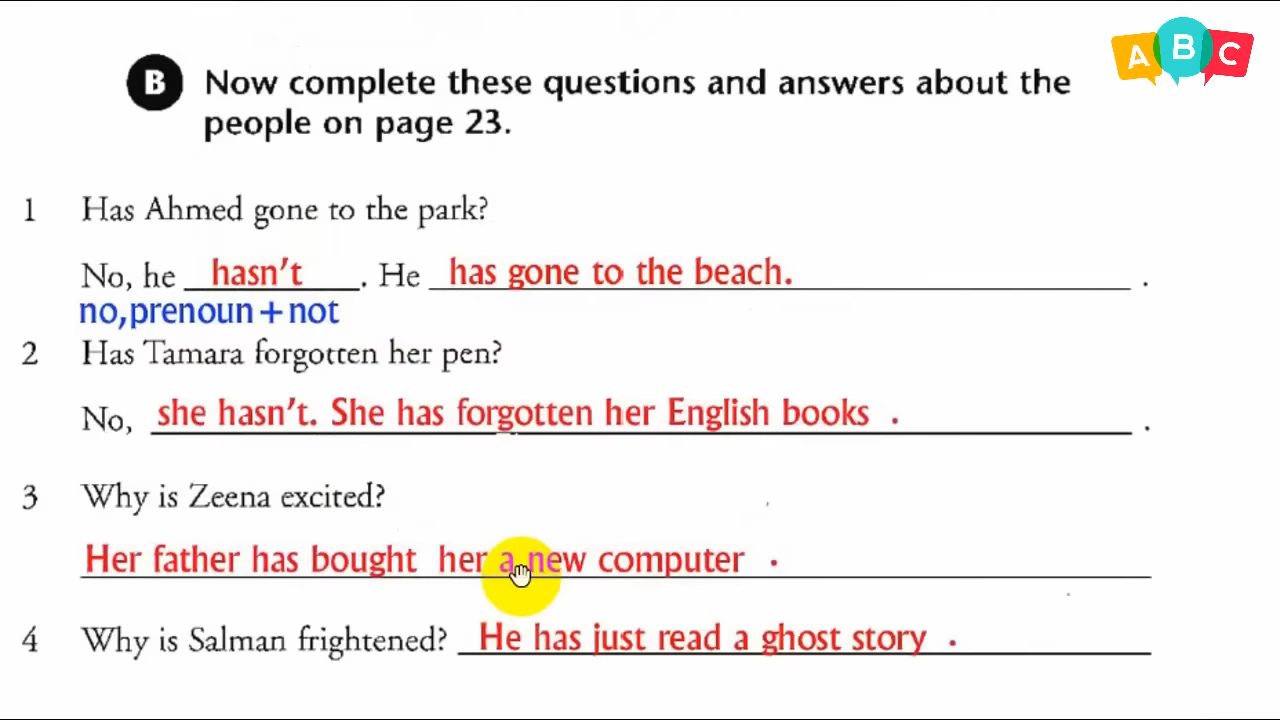 A B C
B Now complete these questions and answers about the
people on page 23.
1 Has Ahmed gone to the park?
No, he hasn't. He has gone to the beach. .
no,prenoun+not
2 Has Tamara forgotten her pen?
No, she hasn't. She has forgotten her English books . .
3 Why is Zeena excited?
Her father has bought her a new computer .
4 Why is Salman frightened? He has just read a ghost story .